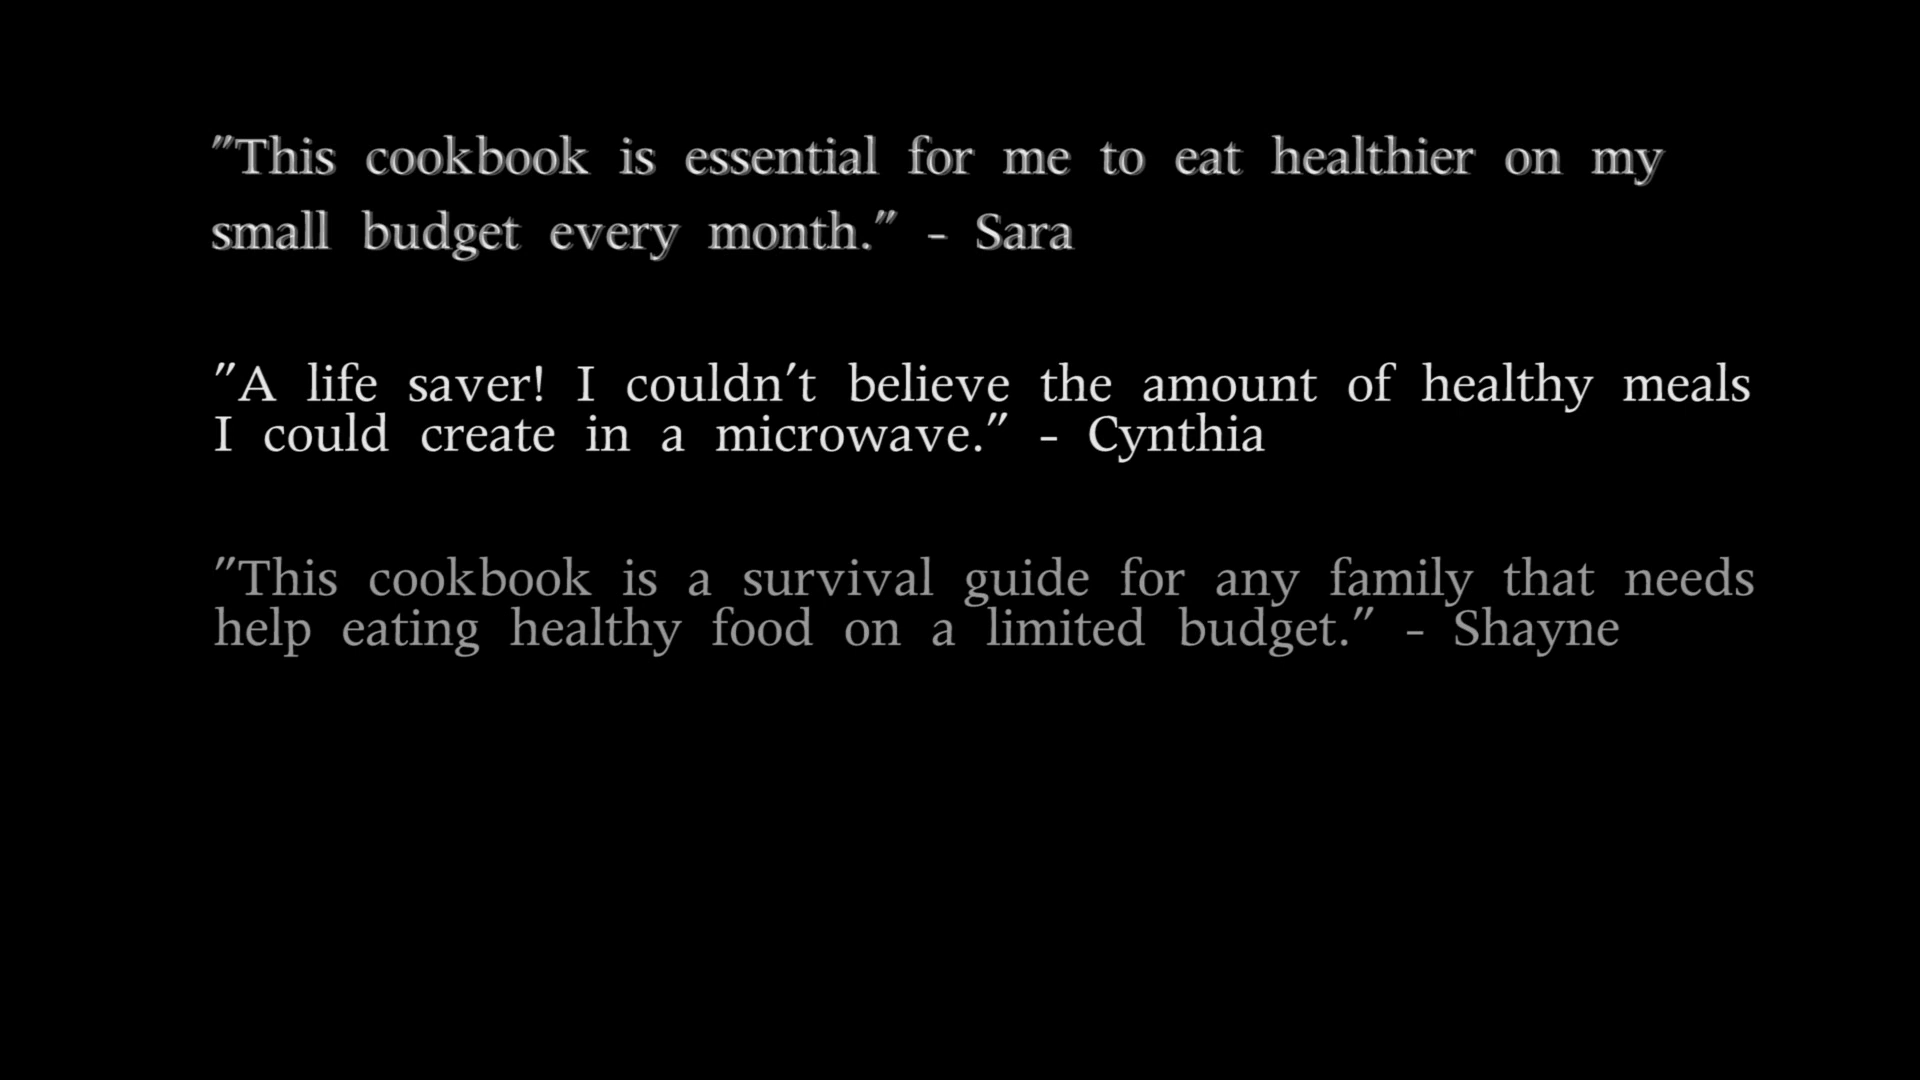 "This cookbook is essential for me to eat healthier on my
small budget every month." - Sara
"A life saver! I couldn't believe the amount of healthy meals
I could create in a microwave." - Cynthia
"This cookbook is a survival guide for any family that needs
help eating healthy food on a limited budget." - Shayne